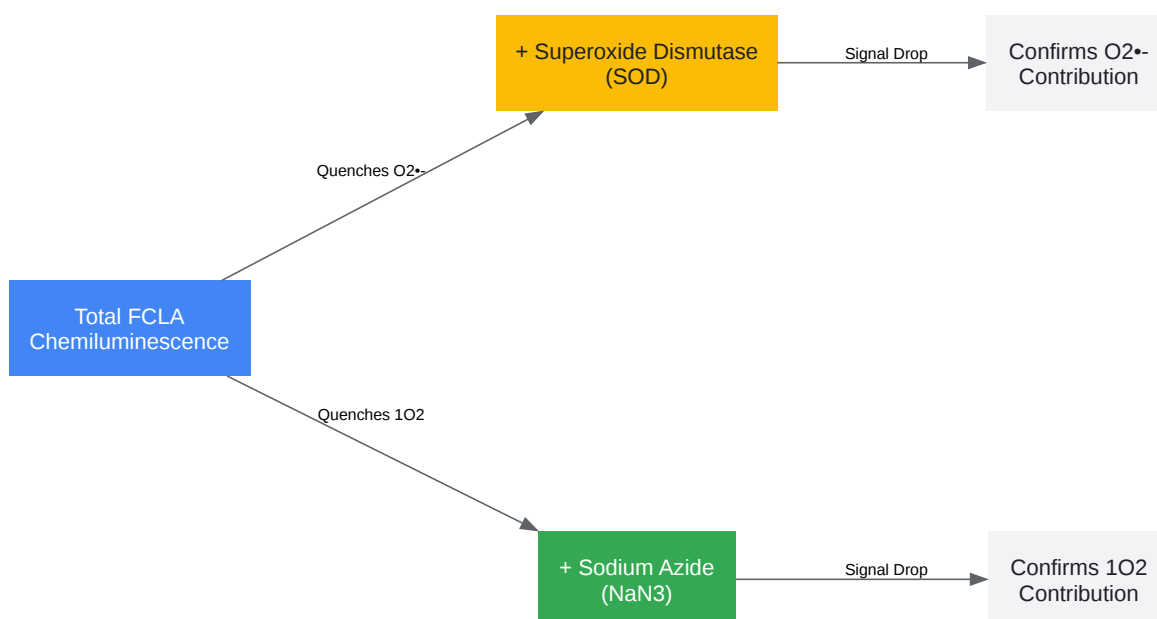 + Superoxide Dismutase
(SOD)
Signal Drop
Confirms O2•-
Contribution
Quenches O2•-
Total FCLA
Chemiluminescence
Quenches 1O2
+ Sodium Azide
(NaN3)
Signal Drop
Confirms 1O2
Contribution